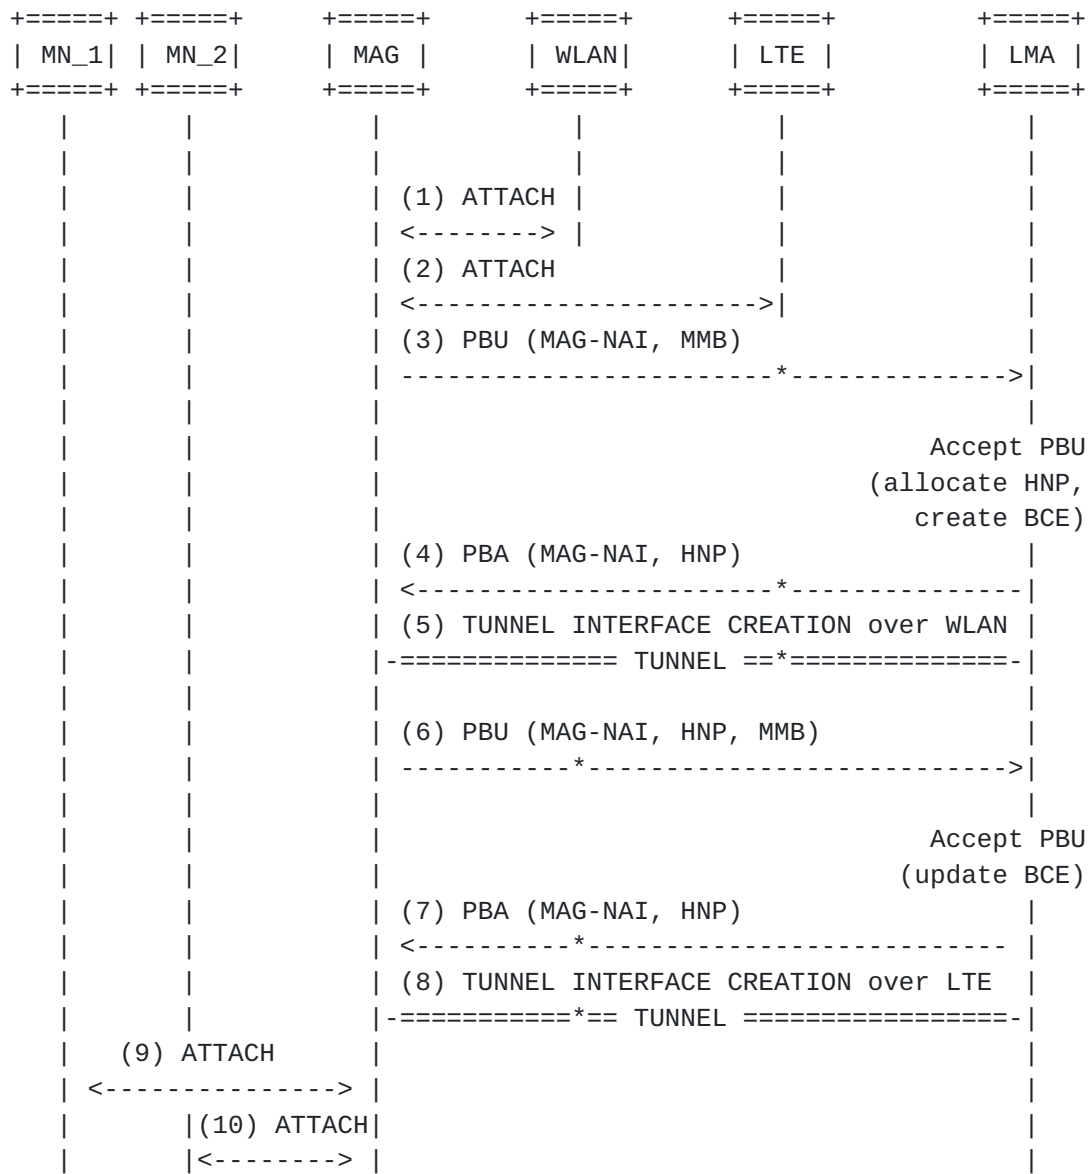 +=====+ +=====+     +=====+      +=====+      +=====+         +=====+
| MN_1| | MN_2|     | MAG |      | WLAN|      | LTE |         | LMA |
+=====+ +=====+     +=====+      +=====+      +=====+         +=====+
   |       |           |            |            |               |
   |       |           |            |            |               |
   |       |           | (1) ATTACH |            |               |
   |       |           | <--------> |            |               |
   |       |           | (2) ATTACH              |               |
   |       |           | <---------------------->|               |
   |       |           | (3) PBU (MAG-NAI, MMB)                  |
   |       |           | ------------------------*-------------->|
   |       |           |                                         |
   |       |           |                                   Accept PBU
   |       |           |                               (allocate HNP,
   |       |           |                                  create BCE)
   |       |           | (4) PBA (MAG-NAI, HNP)                  |
   |       |           | <-----------------------*---------------|
   |       |           | (5) TUNNEL INTERFACE CREATION over WLAN |
   |       |           |-============== TUNNEL ==*==============-|
   |       |           |                                         |
   |       |           | (6) PBU (MAG-NAI, HNP, MMB)             |
   |       |           | -----------*--------------------------->|
   |       |           |                                         |
   |       |           |                                   Accept PBU
   |       |           |                                 (update BCE)
   |       |           | (7) PBA (MAG-NAI, HNP)                  |
   |       |           | <----------*--------------------------- |
   |       |           | (8) TUNNEL INTERFACE CREATION over LTE  |
   |       |           |-===========*== TUNNEL =================-|
   |   (9) ATTACH      |                                         |
   | <---------------> |                                         |
   |       |(10) ATTACH|                                         |
   |       |<--------> |                                         |